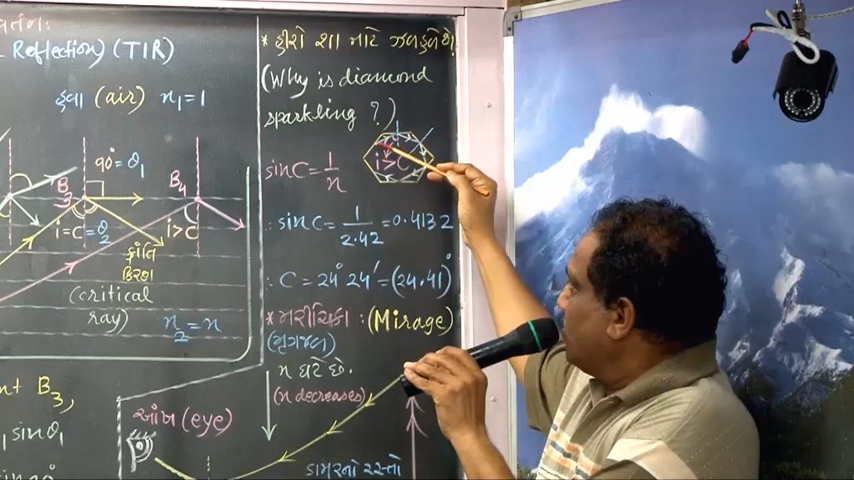 વર્તન:
Reflection) (TIR)
હવા (air) n₁=1
90°=θ₁
B₃
B₄
i=C=θ₂
i>C
ક્રાંતિ
કિરણ
(critical
ray)
n₂=n
nt B₃,
₁sinθ₁
આંખ (eye)
* હીરો શા માટે ઝળકે છે?
(Why is diamond
sparkling ?)
i>C
sinC=1/n
∴ sinC = 1/2.42 =0.4132
∴ C = 24° 24′ =(24.41)°
* મરીચિકા : (Mirage)
(મૃગજળ)
n ઘટે છે.
(n decreases)
ડામરનો રસ્તો